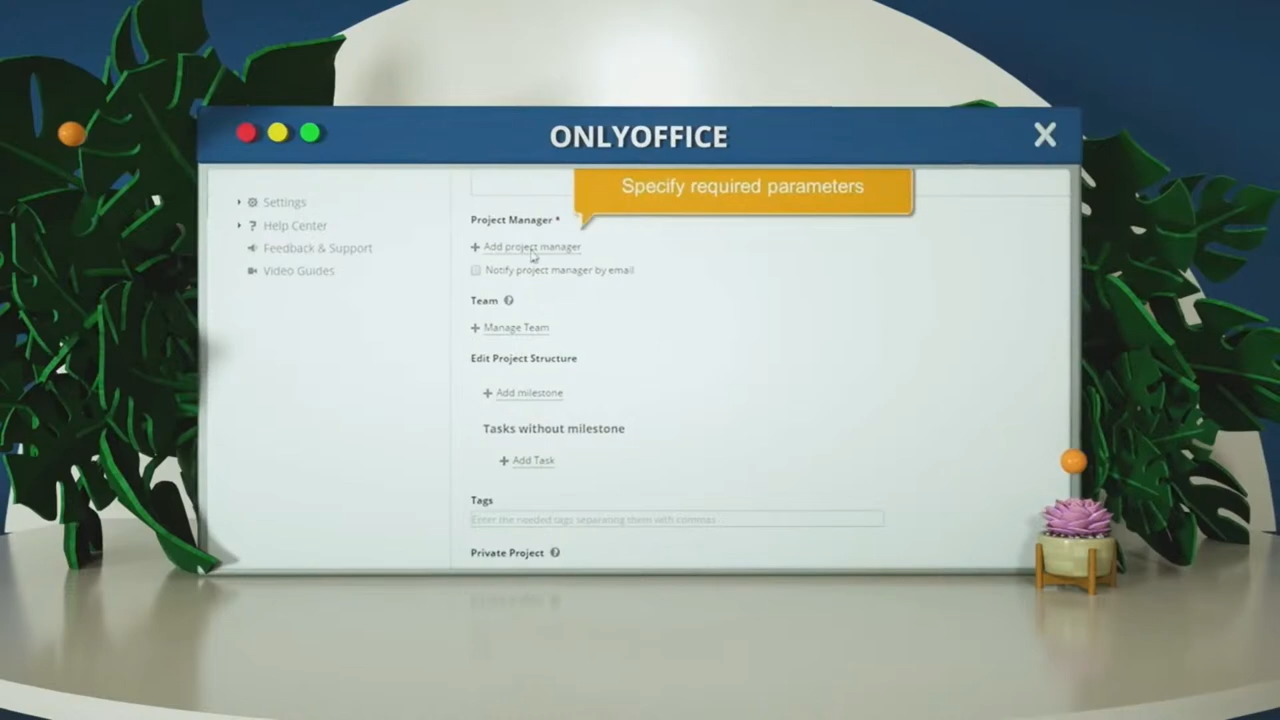 ONLYOFFICE
X
Specify required parameters
Settings
? Help Center
Feedback & Support
Video Guides
Project Manager *
+ Add project manager
Notify project manager by email
Team ?
+ Manage Team
Edit Project Structure
+ Add milestone
Tasks without milestone
+ Add Task
Tags
Enter the needed tags separating them with commas
Private Project ?